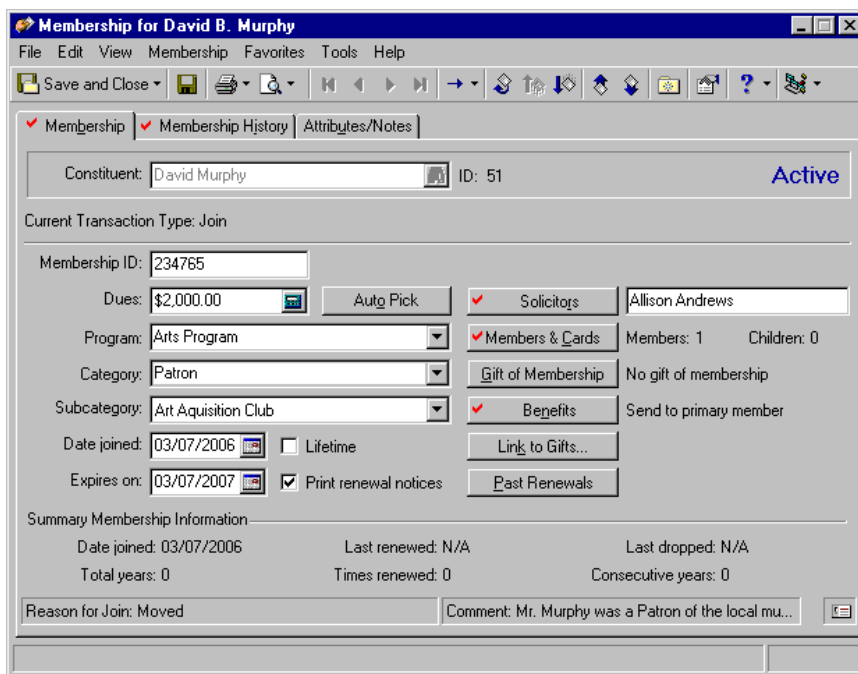 Membership for David B. Murphy
File Edit View Membership Favorites Tools Help
Save and Close
Membership Membership History Attributes/Notes
Constituent: David Murphy ID: 51 Active
Current Transaction Type: Join
Membership ID: 234765
Dues: $2,000.00 Auto Pick Solicitors Allison Andrews
Program: Arts Program Members & Cards Members: 1 Children: 0
Category: Patron Gift of Membership No gift of membership
Subcategory: Art Aquisition Club Benefits Send to primary member
Date joined: 03/07/2006 Lifetime Link to Gifts...
Expires on: 03/07/2007 Print renewal notices Past Renewals
Summary Membership Information
Date joined: 03/07/2006 Last renewed: N/A Last dropped: N/A
Total years: 0 Times renewed: 0 Consecutive years: 0
Reason for Join: Moved Comment: Mr. Murphy was a Patron of the local mu...